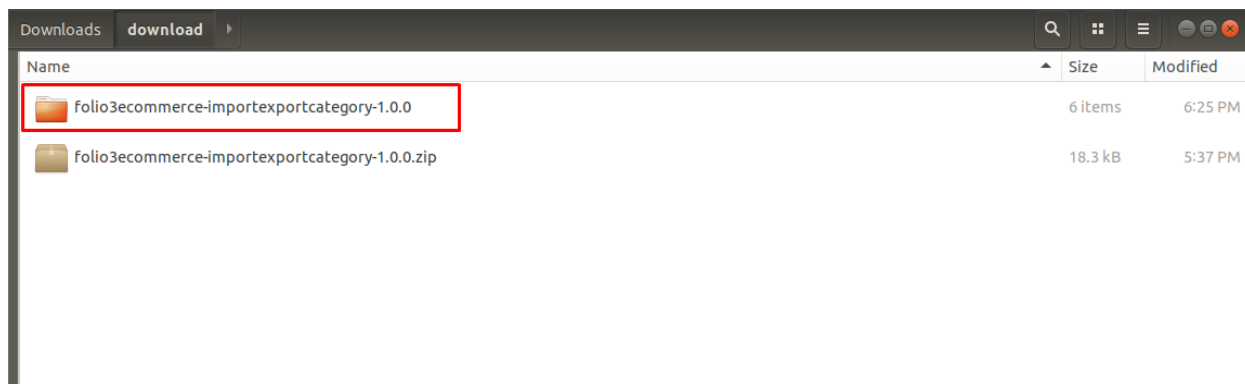 Downloads download
Name Size Modified
folio3ecommerce-importexportcategory-1.0.0 6 items 6:25 PM
folio3ecommerce-importexportcategory-1.0.0.zip 18.3 kB 5:37 PM